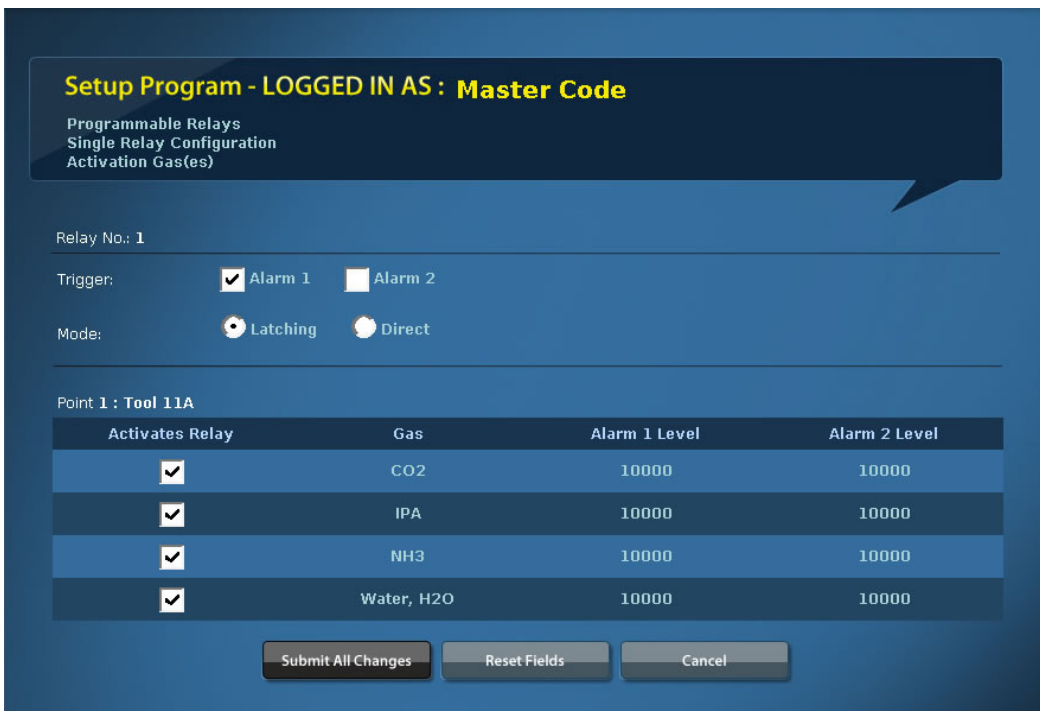 Setup Program - LOGGED IN AS : Master Code
Programmable Relays
Single Relay Configuration
Activation Gas(es)
Relay No.: 1
Trigger: Alarm 1 Alarm 2
Mode: Latching Direct
Point 1 : Tool 11A
Activates Relay Gas Alarm 1 Level Alarm 2 Level
CO2 10000 10000
IPA 10000 10000
NH3 10000 10000
Water, H2O 10000 10000
Submit All Changes Reset Fields Cancel